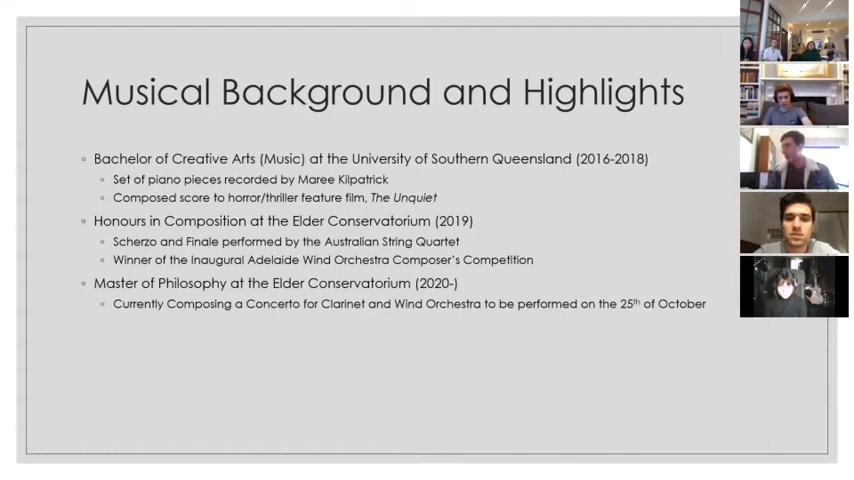 Musical Background and Highlights
◦ Bachelor of Creative Arts (Music) at the University of Southern Queensland (2016-2018)
◦ Set of piano pieces recorded by Maree Kilpatrick
◦ Composed score to horror/thriller feature film, The Unquiet
◦ Honours in Composition at the Elder Conservatorium (2019)
◦ Scherzo and Finale performed by the Australian String Quartet
◦ Winner of the Inaugural Adelaide Wind Orchestra Composer's Competition
◦ Master of Philosophy at the Elder Conservatorium (2020-)
◦ Currently Composing a Concerto for Clarinet and Wind Orchestra to be performed on the 25th of October